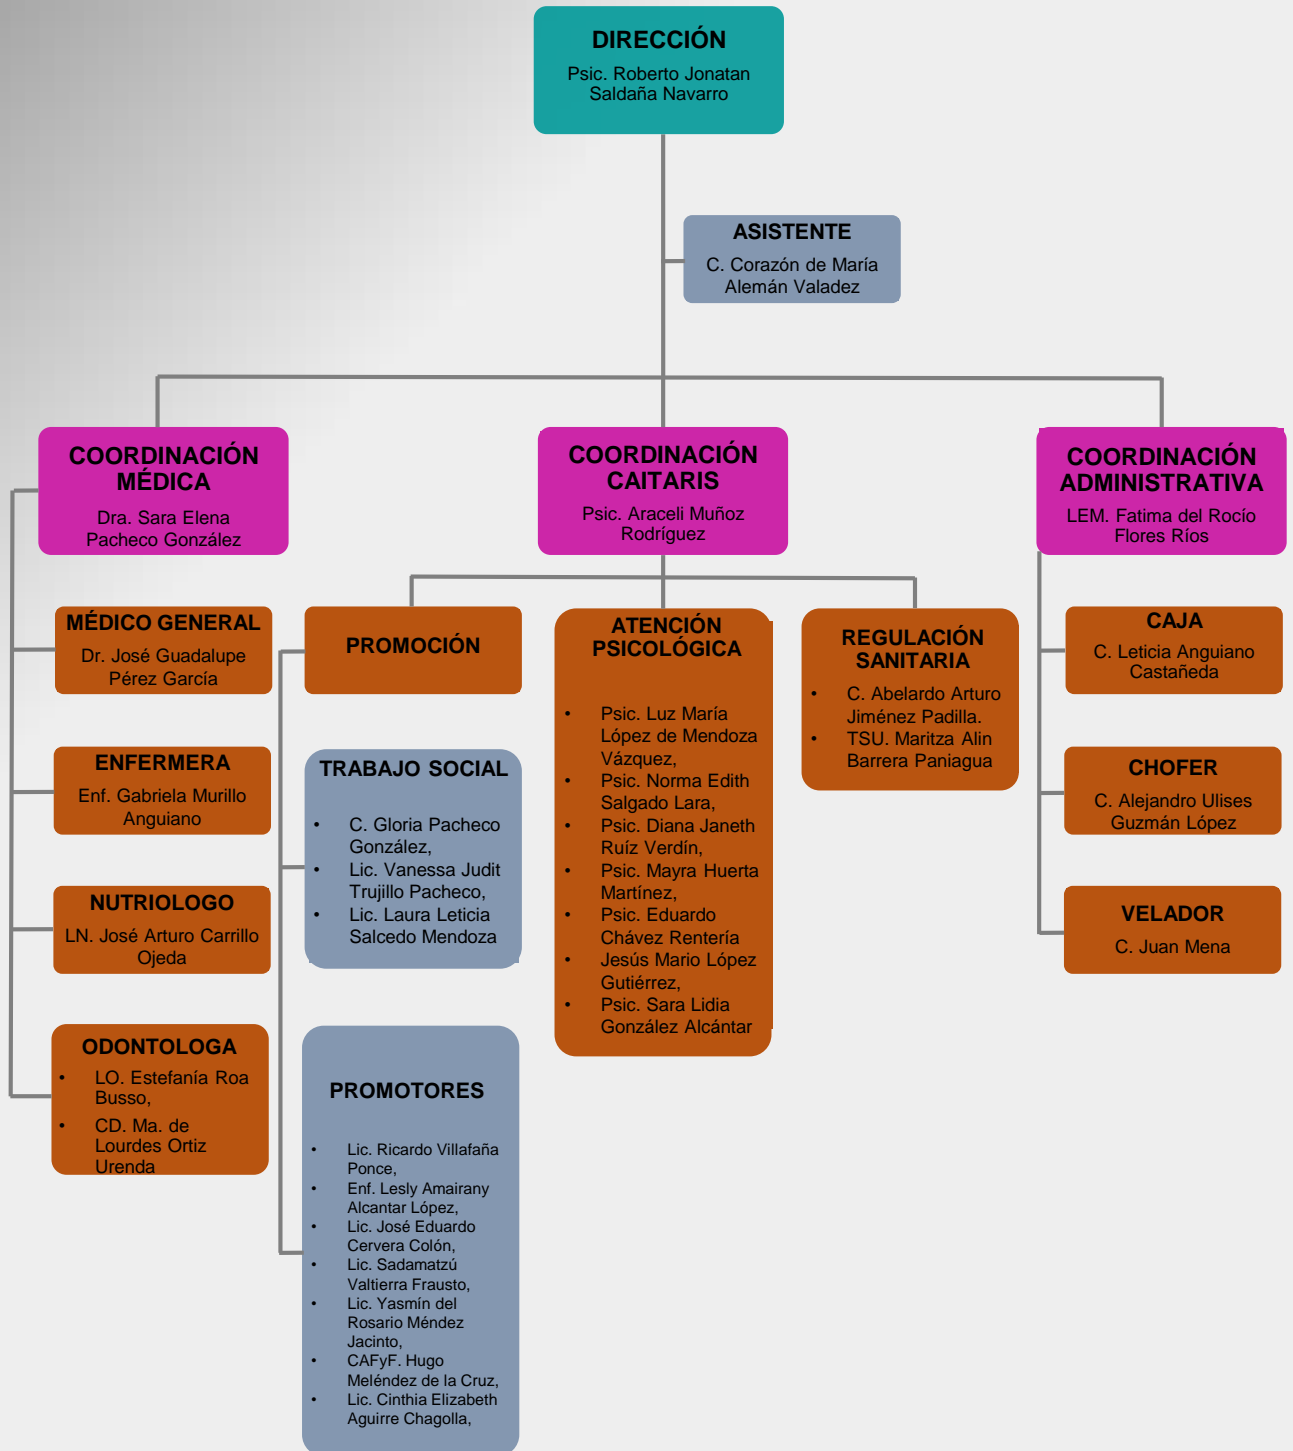 DIRECCIÓN
Psic. Roberto Jonatan
Saldaña Navarro
ASISTENTE
C. Corazón de María
Alemán Valadez
COORDINACIÓN
MÉDICA
Dra. Sara Elena
Pacheco González
COORDINACIÓN
CAITARIS
Psic. Araceli Muñoz
Rodríguez
COORDINACIÓN
ADMINISTRATIVA
LEM. Fatima del Rocío
Flores Ríos
MÉDICO GENERAL
Dr. José Guadalupe
Pérez García
ENFERMERA
Enf. Gabriela Murillo
Anguiano
NUTRIOLOGO
LN. José Arturo Carrillo
Ojeda
ODONTOLOGA
• LO. Estefanía Roa
Busso,
• CD. Ma. de
Lourdes Ortiz
Urenda
PROMOCIÓN
TRABAJO SOCIAL
• C. Gloria Pacheco
González,
• Lic. Vanessa Judit
Trujillo Pacheco,
• Lic. Laura Leticia
Salcedo Mendoza
PROMOTORES
• Lic. Ricardo Villafaña
Ponce,
• Enf. Lesly Amairany
Alcantar López,
• Lic. José Eduardo
Cervera Colón,
• Lic. Sadamatzú
Valtierra Frausto,
• Lic. Yasmín del
Rosario Méndez
Jacinto,
• CAFyF. Hugo
Meléndez de la Cruz,
• Lic. Cinthia Elizabeth
Aguirre Chagolla,
ATENCIÓN
PSICOLÓGICA
• Psic. Luz María
López de Mendoza
Vázquez,
• Psic. Norma Edith
Salgado Lara,
• Psic. Diana Janeth
Ruíz Verdín,
• Psic. Mayra Huerta
Martínez,
• Psic. Eduardo
Chávez Rentería
• Jesús Mario López
Gutiérrez,
• Psic. Sara Lidia
González Alcántar
REGULACIÓN
SANITARIA
• C. Abelardo Arturo
Jiménez Padilla.
• TSU. Maritza Alin
Barrera Paniagua
CAJA
C. Leticia Anguiano
Castañeda
CHOFER
C. Alejandro Ulises
Guzmán López
VELADOR
C. Juan Mena